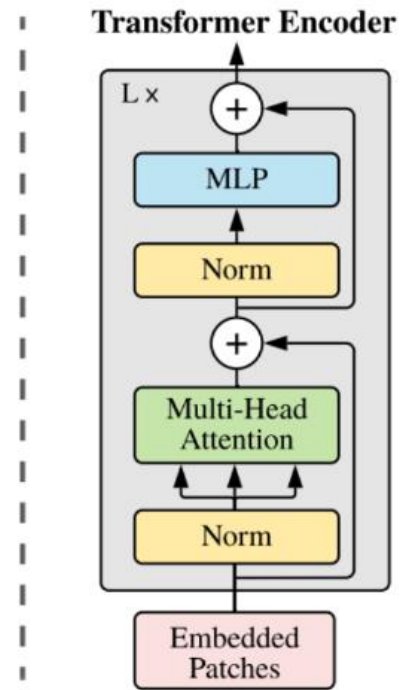 Transformer Encoder
L ×
+
MLP
Norm
+
Multi-Head
Attention
Norm
Embedded
Patches